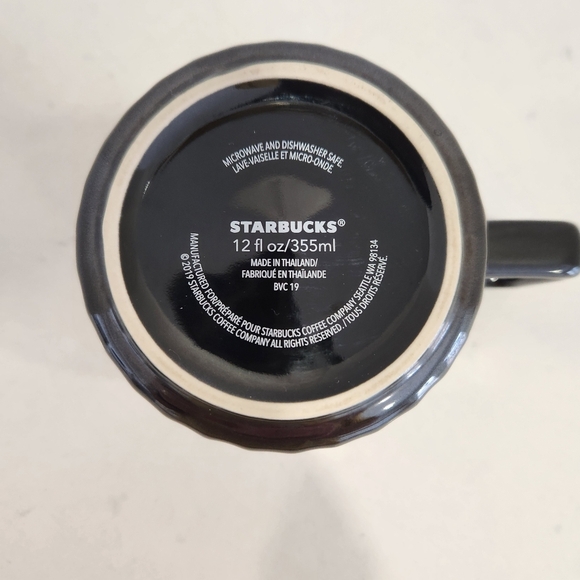 MICROWAVE AND DISHWASHER SAFE.
LAVE-VAISELLE ET MICRO-ONDE.
STARBUCKS®
12 fl oz/355ml
MADE IN THAILAND/
FABRIQUÉ EN THAÏLANDE
BVC 19
MANUFACTURED FOR/PRÉPARÉ POUR STARBUCKS COFFEE COMPANY SEATTLE WA 98134
© 2019 STARBUCKS COFFEE COMPANY ALL RIGHTS RESERVED. /TOUS DROITS RÉSERVÉ.